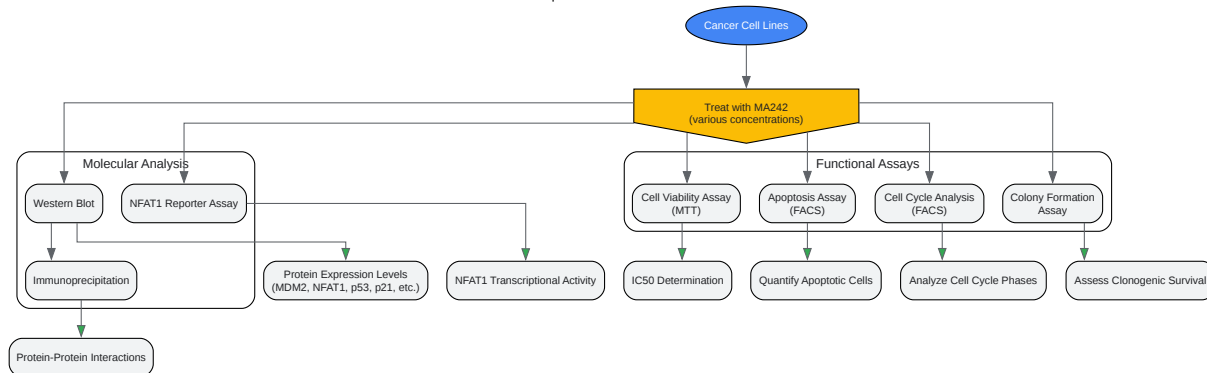 Cancer Cell Lines
Treat with MA242
(various concentrations)
Molecular Analysis
Functional Assays
Western Blot
NFAT1 Reporter Assay
Cell Viability Assay
(MTT)
Apoptosis Assay
(FACS)
Cell Cycle Analysis
(FACS)
Colony Formation
Assay
Immunoprecipitation
Protein Expression Levels
(MDM2, NFAT1, p53, p21, etc.)
NFAT1 Transcriptional Activity
IC50 Determination
Quantify Apoptotic Cells
Analyze Cell Cycle Phases
Assess Clonogenic Survival
Protein-Protein Interactions